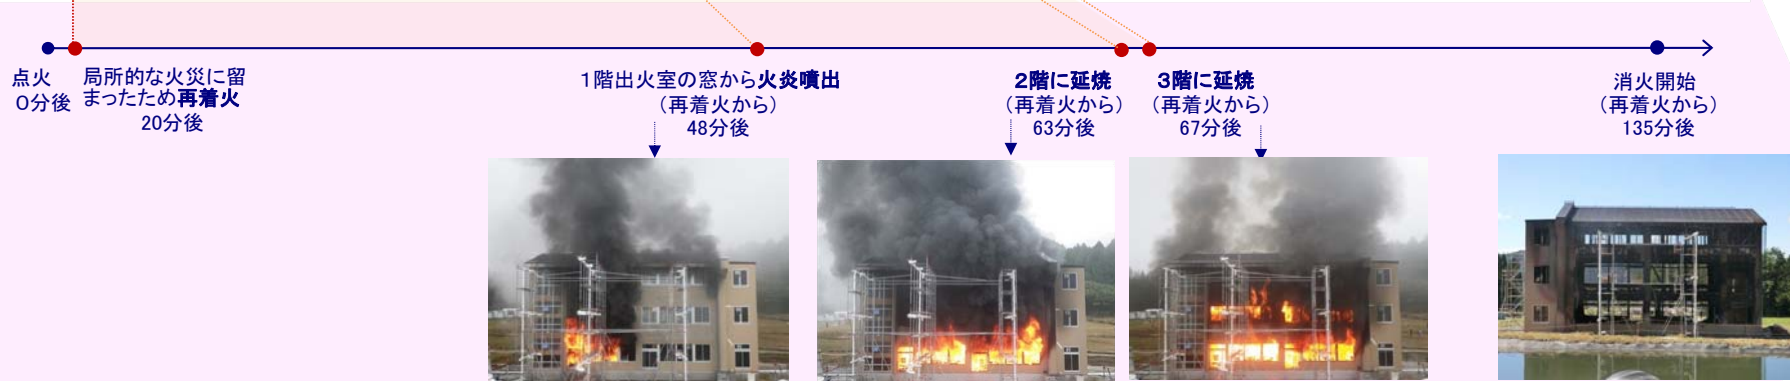 点火
0分後
局所的な火災に留
まったため再着火
20分後
1階出火室の窓から火炎噴出
(再着火から)
48分後
2階に延焼
(再着火から)
63分後
3階に延焼
(再着火から)
67分後
消火開始
(再着火から)
135分後